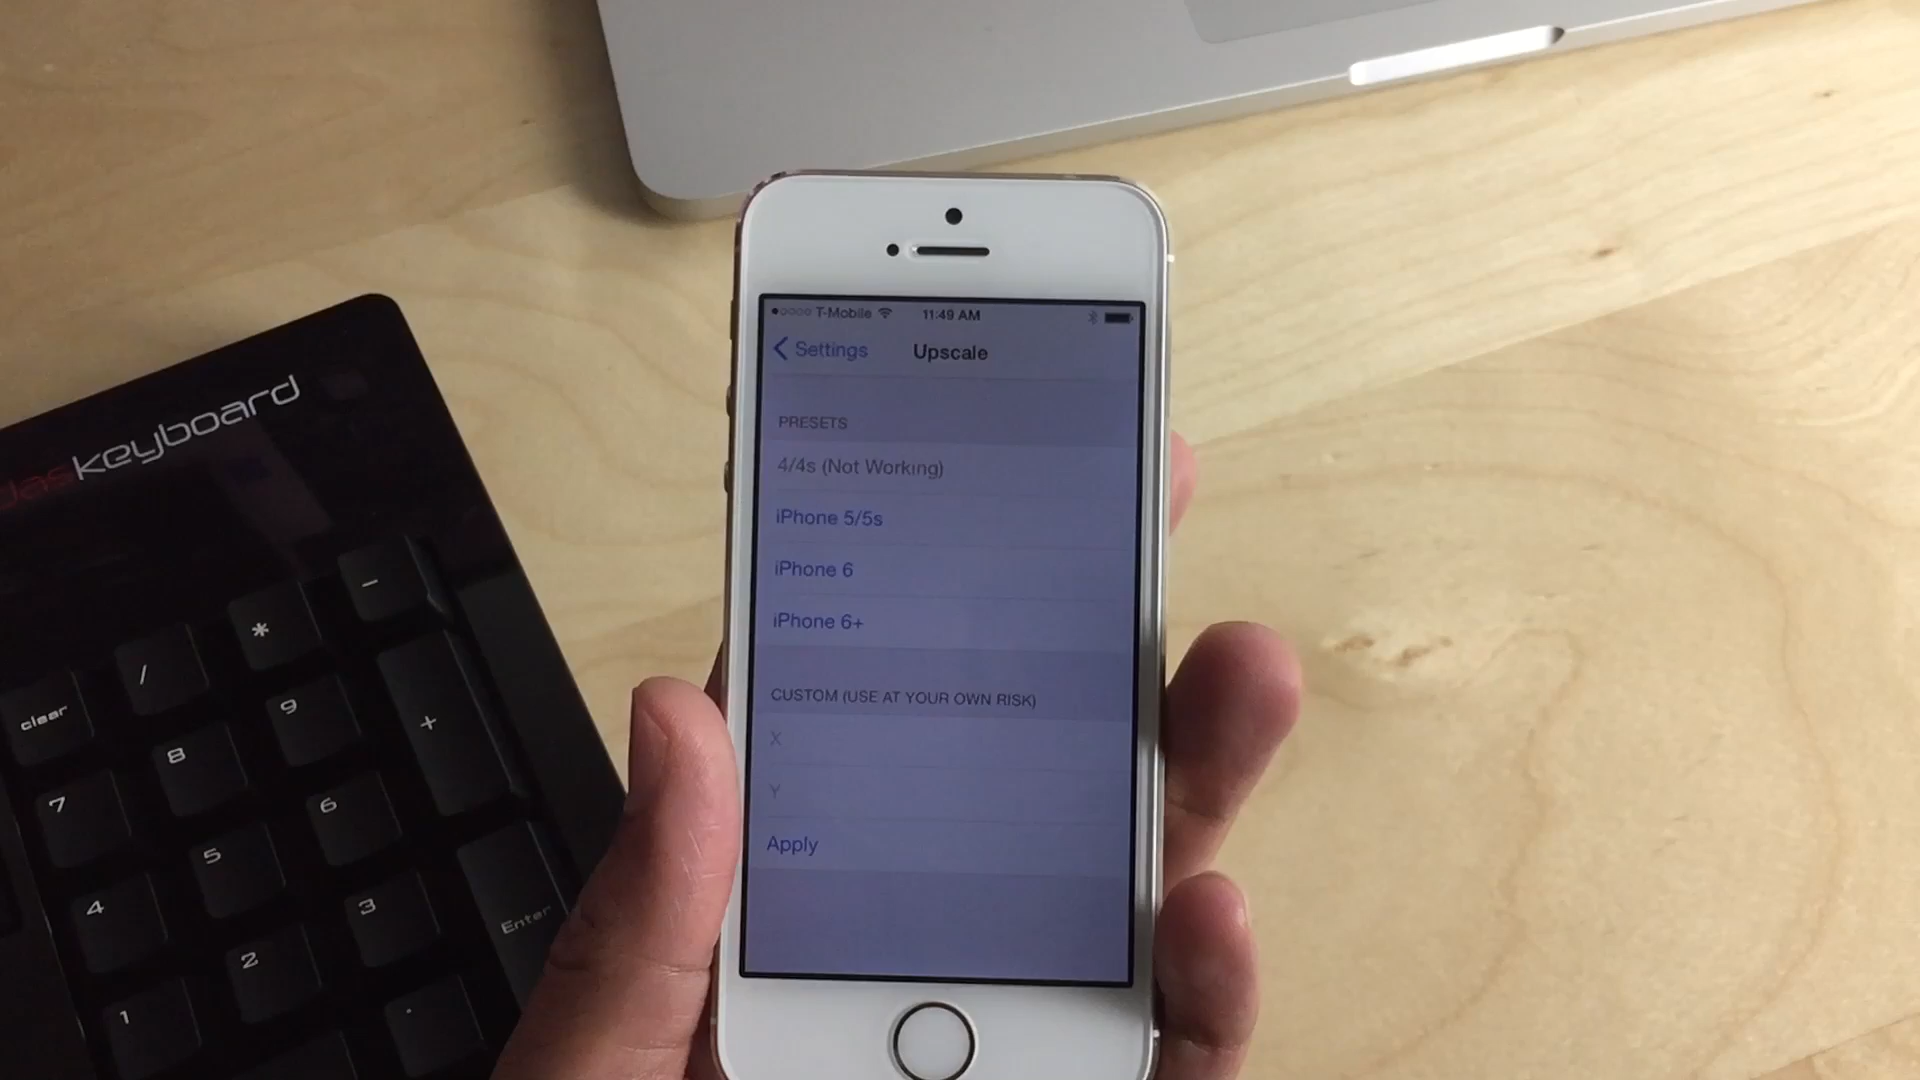 T-Mobile 11:49 AM
Settings Upscale
PRESETS
4/4s (Not Working)
iPhone 5/5s
iPhone 6
iPhone 6+
CUSTOM (USE AT YOUR OWN RISK)
X
Y
Apply
daskeyboard
-
*
/
clear
+
9
8
7
6
5
4
Enter
3
2
1
.